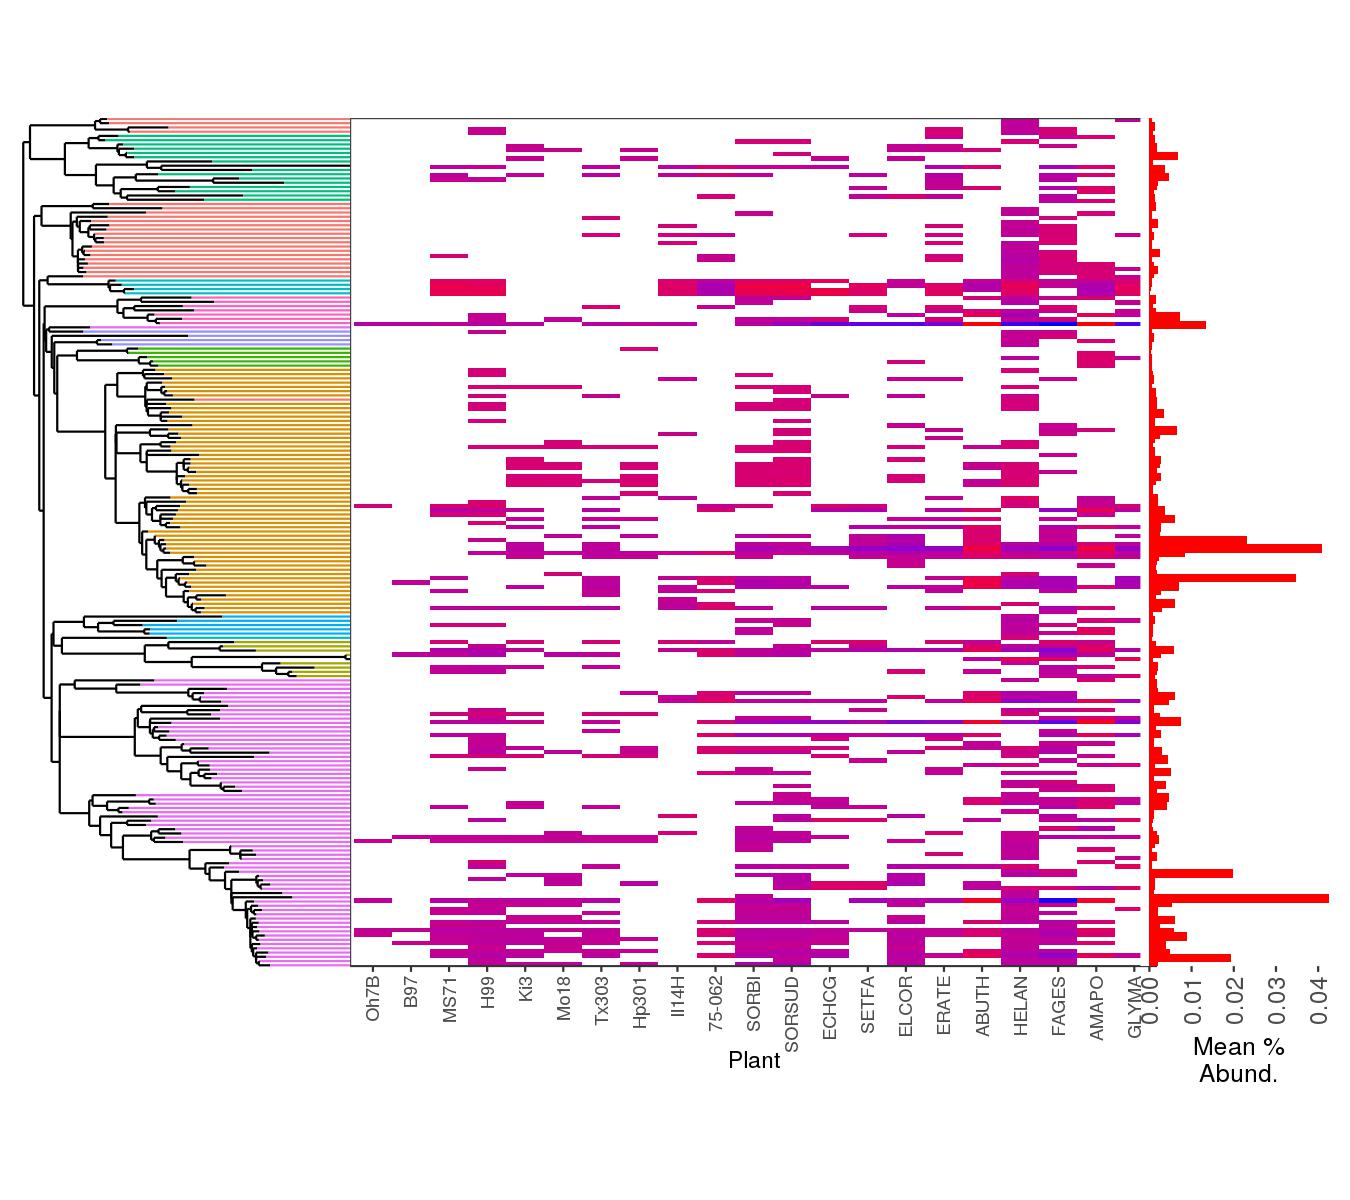 Oh7B
B97
MS71
H99
Ki3
Mo18
Tx303
Hp301
Il14H
75-062
SORBI
SORSUD
ECHCG
SETFA
ELCOR
ERATE
ABUTH
HELAN
FAGES
AMAPO
GLYMA
0.00
0.01
0.02
0.03
0.04
Plant
Mean %
Abund.